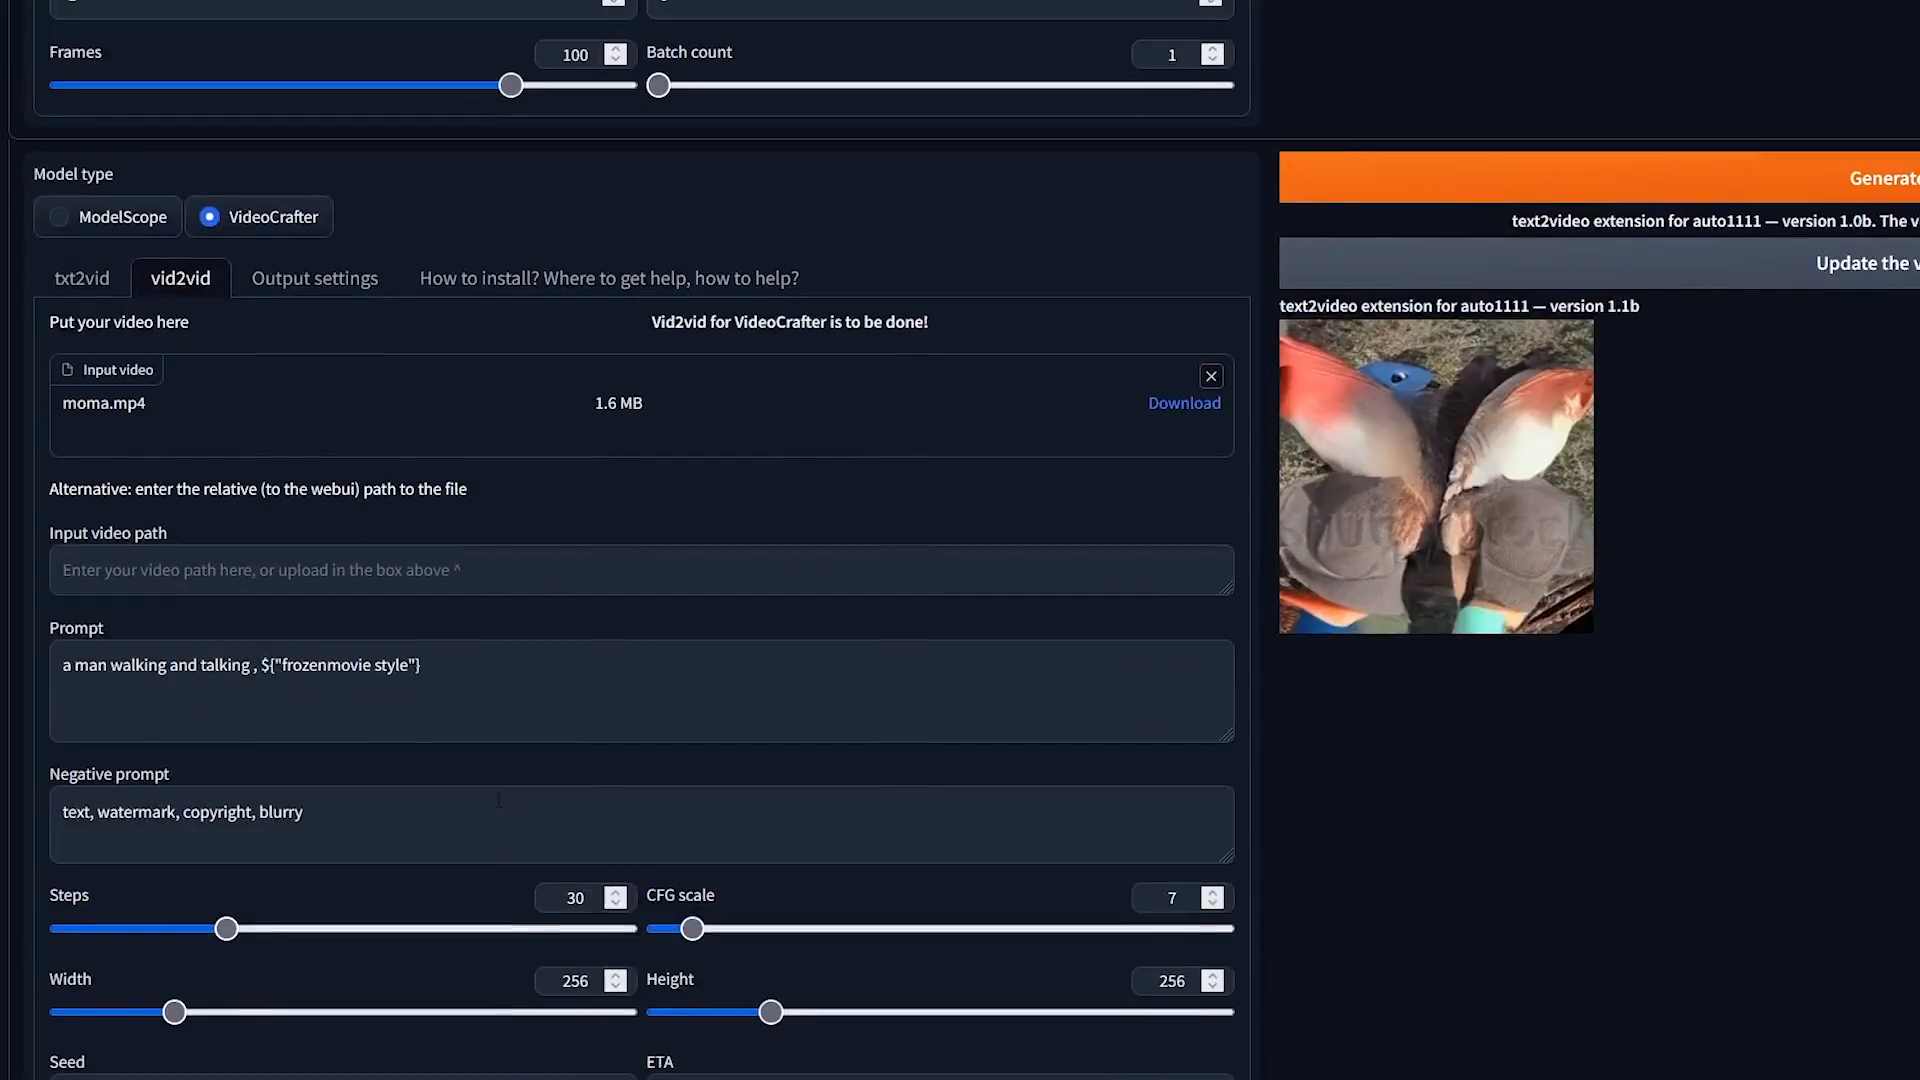 Frames
100
Batch count
1
Model type
ModelScope
VideoCrafter
Generate
text2video extension for auto1111 — version 1.0b. The v
Update the v
txt2vid
vid2vid
Output settings
How to install? Where to get help, how to help?
text2video extension for auto1111 — version 1.1b
Put your video here
Vid2vid for VideoCrafter is to be done!
Input video
moma.mp4
1.6 MB
Download
Alternative: enter the relative (to the webui) path to the file
Input video path
Enter your video path here, or upload in the box above ^
Prompt
a man walking and talking , ${"frozenmovie style"}
Negative prompt
text, watermark, copyright, blurry
Steps
30
CFG scale
7
Width
256
Height
256
Seed
ETA